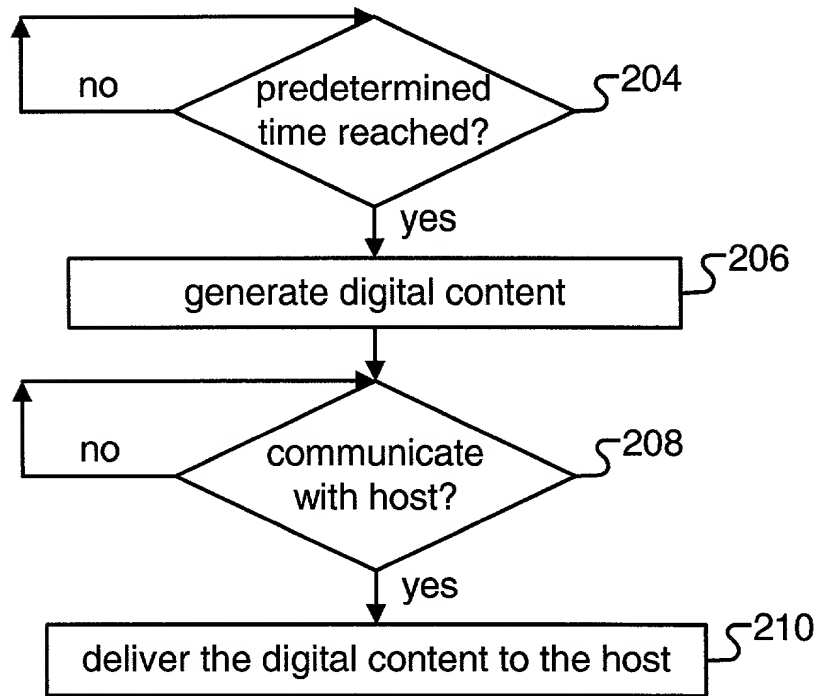 predetermined
time reached?
204
no
yes
generate digital content
206
communicate
with host?
208
no
yes
deliver the digital content to the host
210